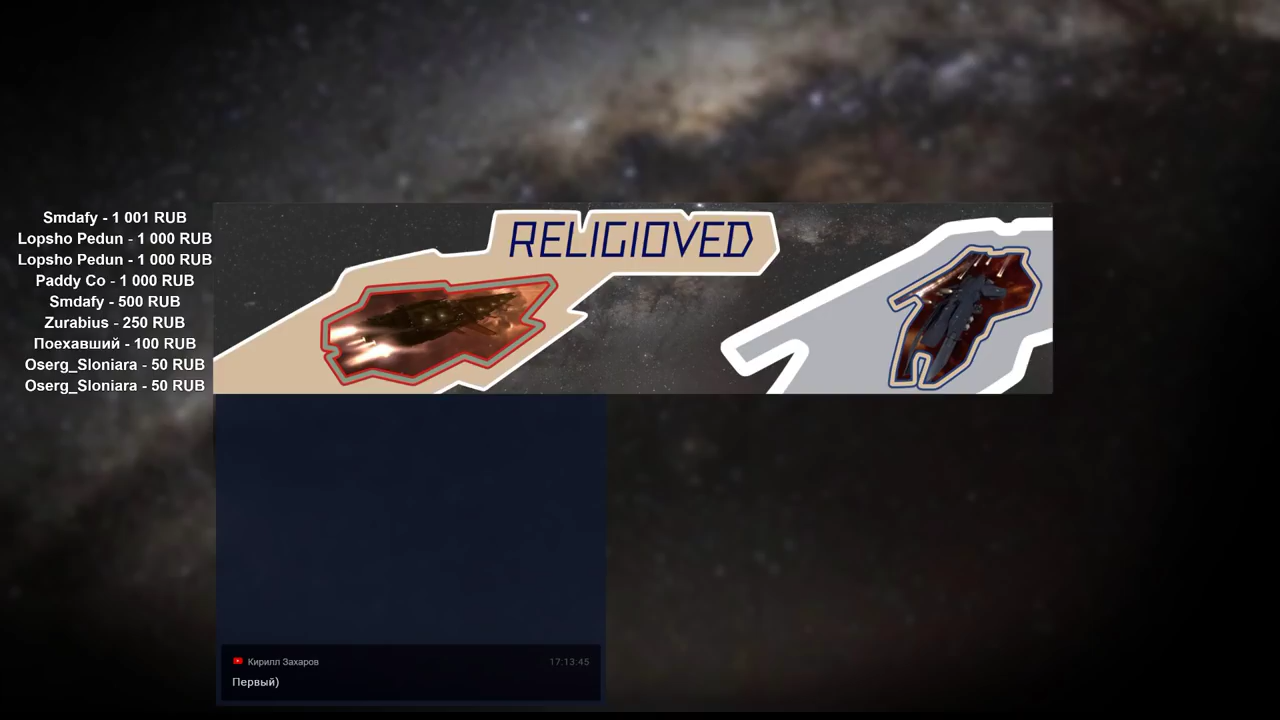 Smdafy - 1 001 RUB
Lopsho Pedun - 1 000 RUB
Lopsho Pedun - 1 000 RUB
Paddy Co - 1 000 RUB
Smdafy - 500 RUB
Zurabius - 250 RUB
Поехавший - 100 RUB
Oserg_Sloniara - 50 RUB
Oserg_Sloniara - 50 RUB
RELIGIOVED
Кирилл Захаров 17:13:45
Первый)